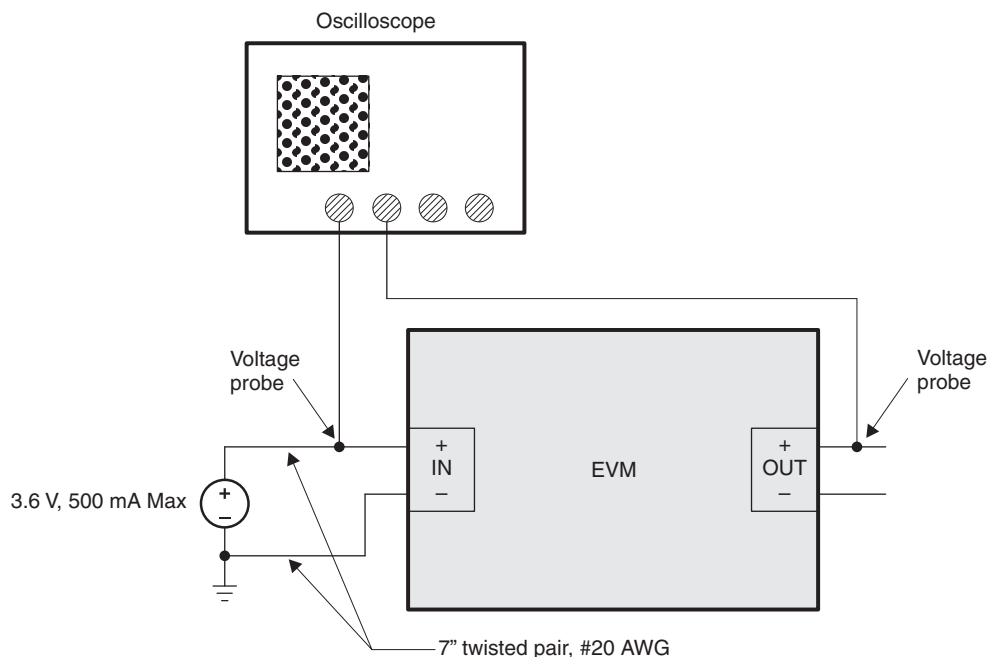 Oscilloscope
Voltage
probe
Voltage
probe
+
IN
–
EVM
+
OUT
–
3.6 V, 500 mA Max
+
–
7” twisted pair, #20 AWG